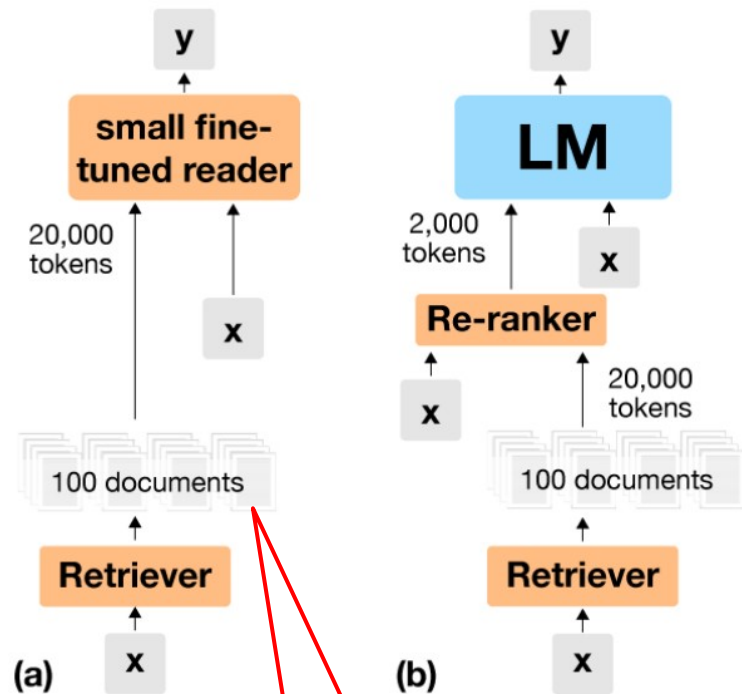 y
small fine-
tuned reader
20,000
tokens
x
100 documents
Retriever
x
(a)
y
LM
2,000
tokens
x
Re-ranker
x
20,000
tokens
100 documents
Retriever
x
(b)